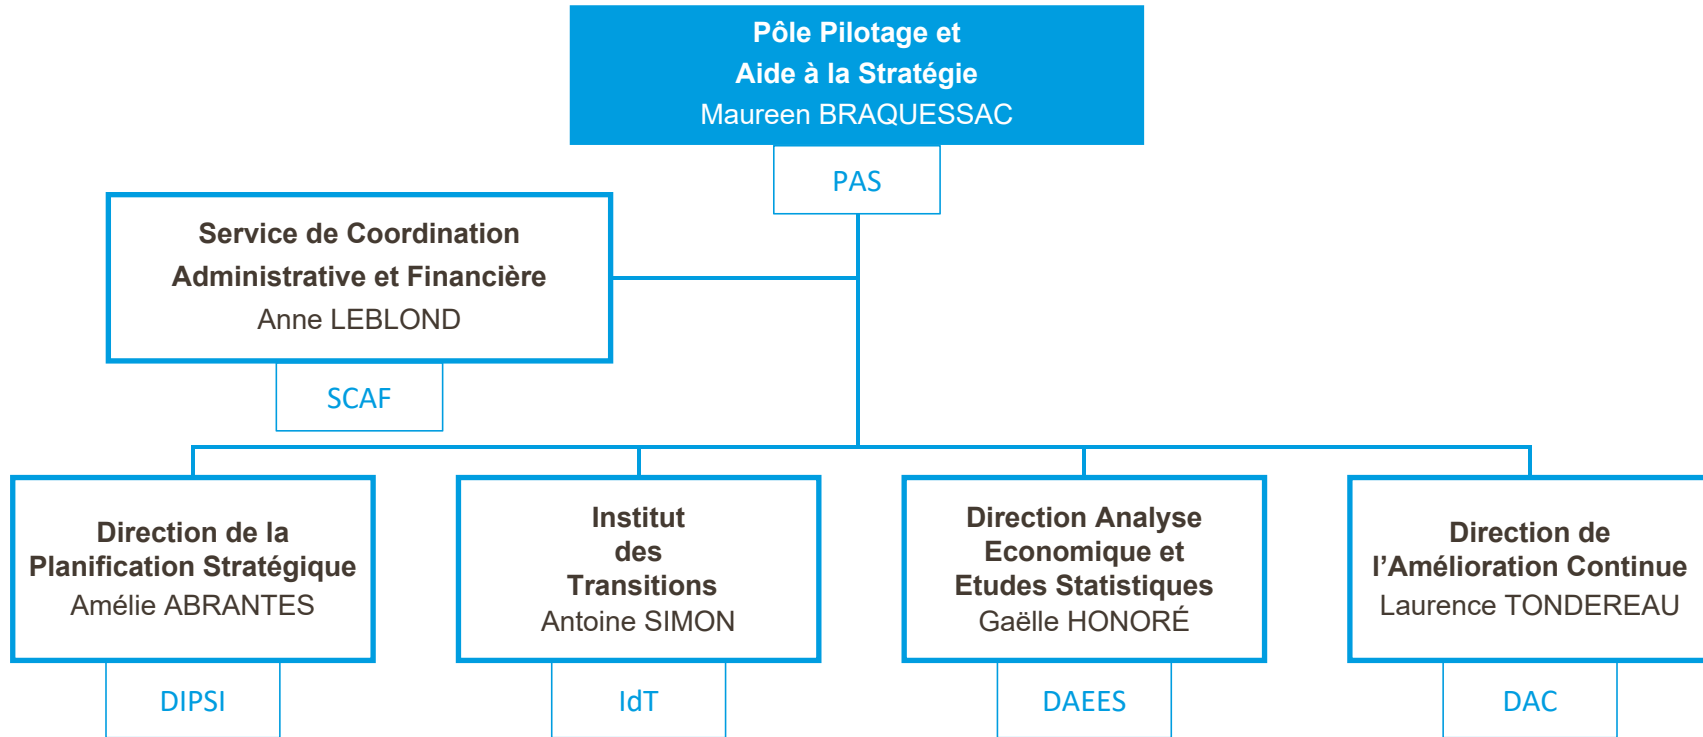 Pôle Pilotage et
Aide à la Stratégie
Maureen BRAQUESSAC
PAS
Service de Coordination
Administrative et Financière
Anne LEBLOND
SCAF
Direction de la
Planification Stratégique
Amélie ABRANTES
DIPSI
Institut
des
Transitions
Antoine SIMON
IdT
Direction Analyse
Economique et
Etudes Statistiques
Gaëlle HONORÉ
DAEES
Direction de
l’Amélioration Continue
Laurence TONDEREAU
DAC